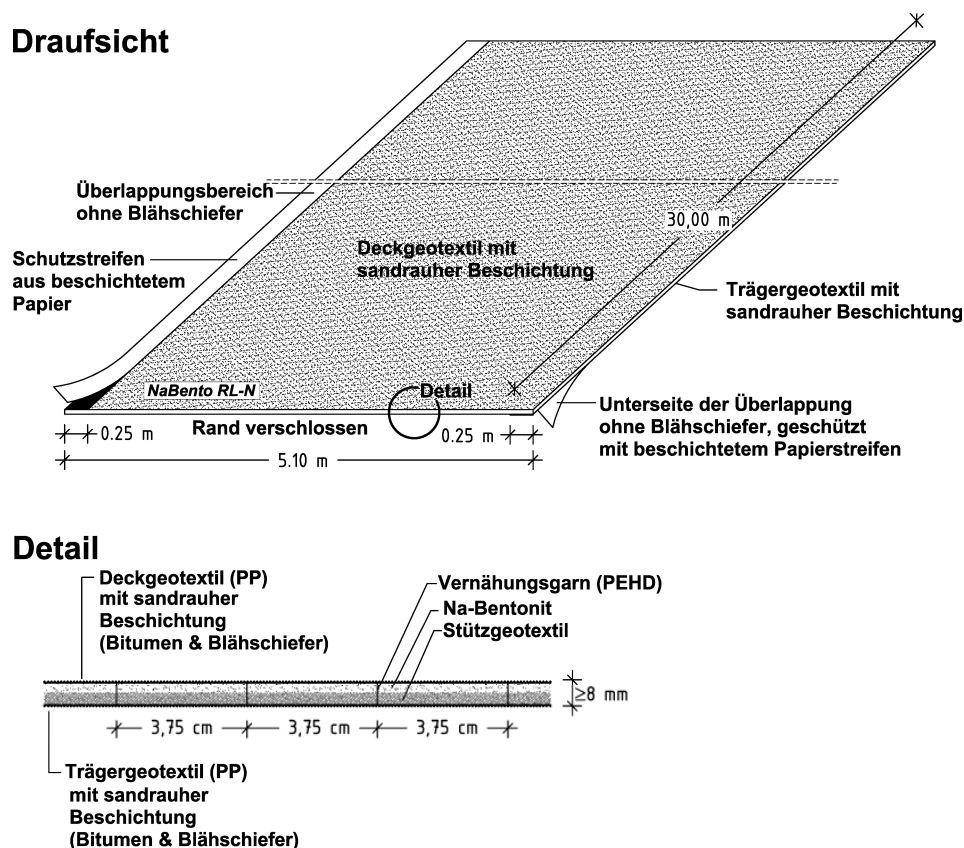 Draufsicht
Überlappungsbereich
ohne Blähschiefer
30,00 m
Schutzstreifen
aus beschichtetem
Papier
Deckgeotextil mit
sandrauher Beschichtung
Trägergeotextil mit
sandrauher Beschichtung
NaBento RL-N
Detail
Unterseite der Überlappung
ohne Blähschiefer, geschützt
mit beschichtetem Papierstreifen
0.25 m
Rand verschlossen
0.25 m
5.10 m
Detail
Deckgeotextil (PP)
mit sandrauher
Beschichtung
(Bitumen & Blähschiefer)
Vernähungsgarn (PEHD)
Na-Bentonit
Stützgeotextil
≥8 mm
3,75 cm
3,75 cm
3,75 cm
Trägergeotextil (PP)
mit sandrauher
Beschichtung
(Bitumen & Blähschiefer)